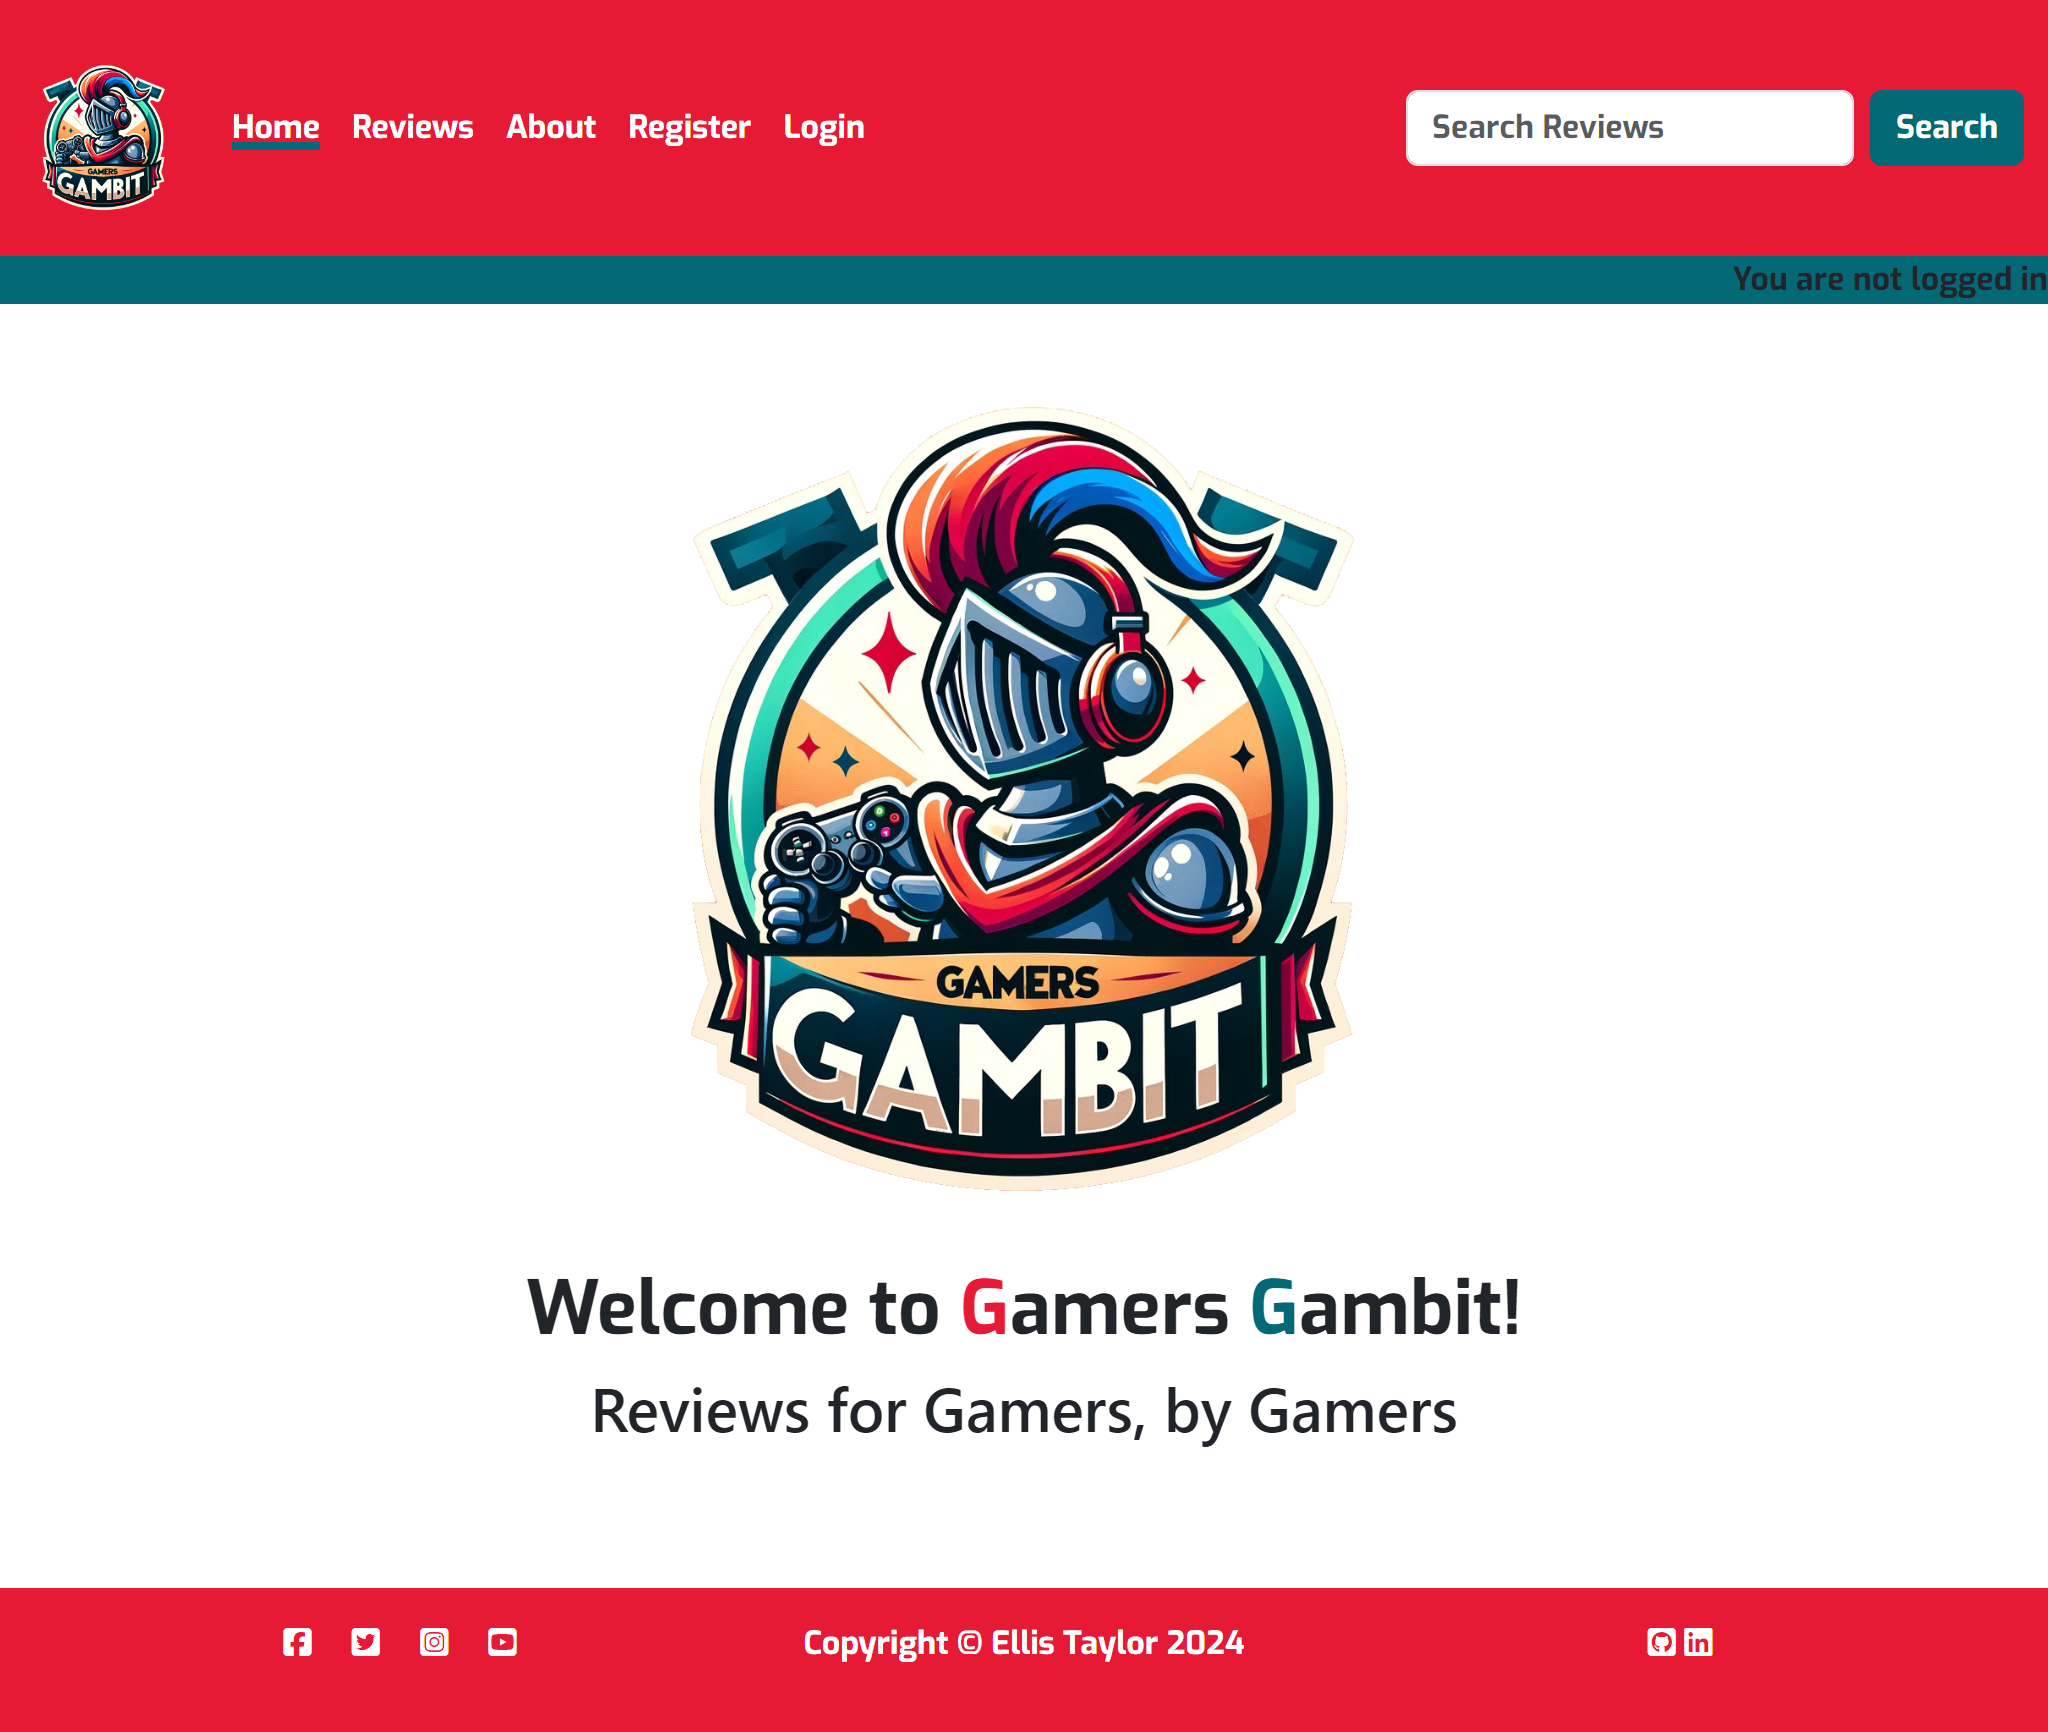 GAMERS
GAMBIT
Home Reviews About Register Login
Search Reviews Search
You are not logged in
GAMERS
GAMBIT
Welcome to Gamers Gambit!
Reviews for Gamers, by Gamers
Copyright © Ellis Taylor 2024